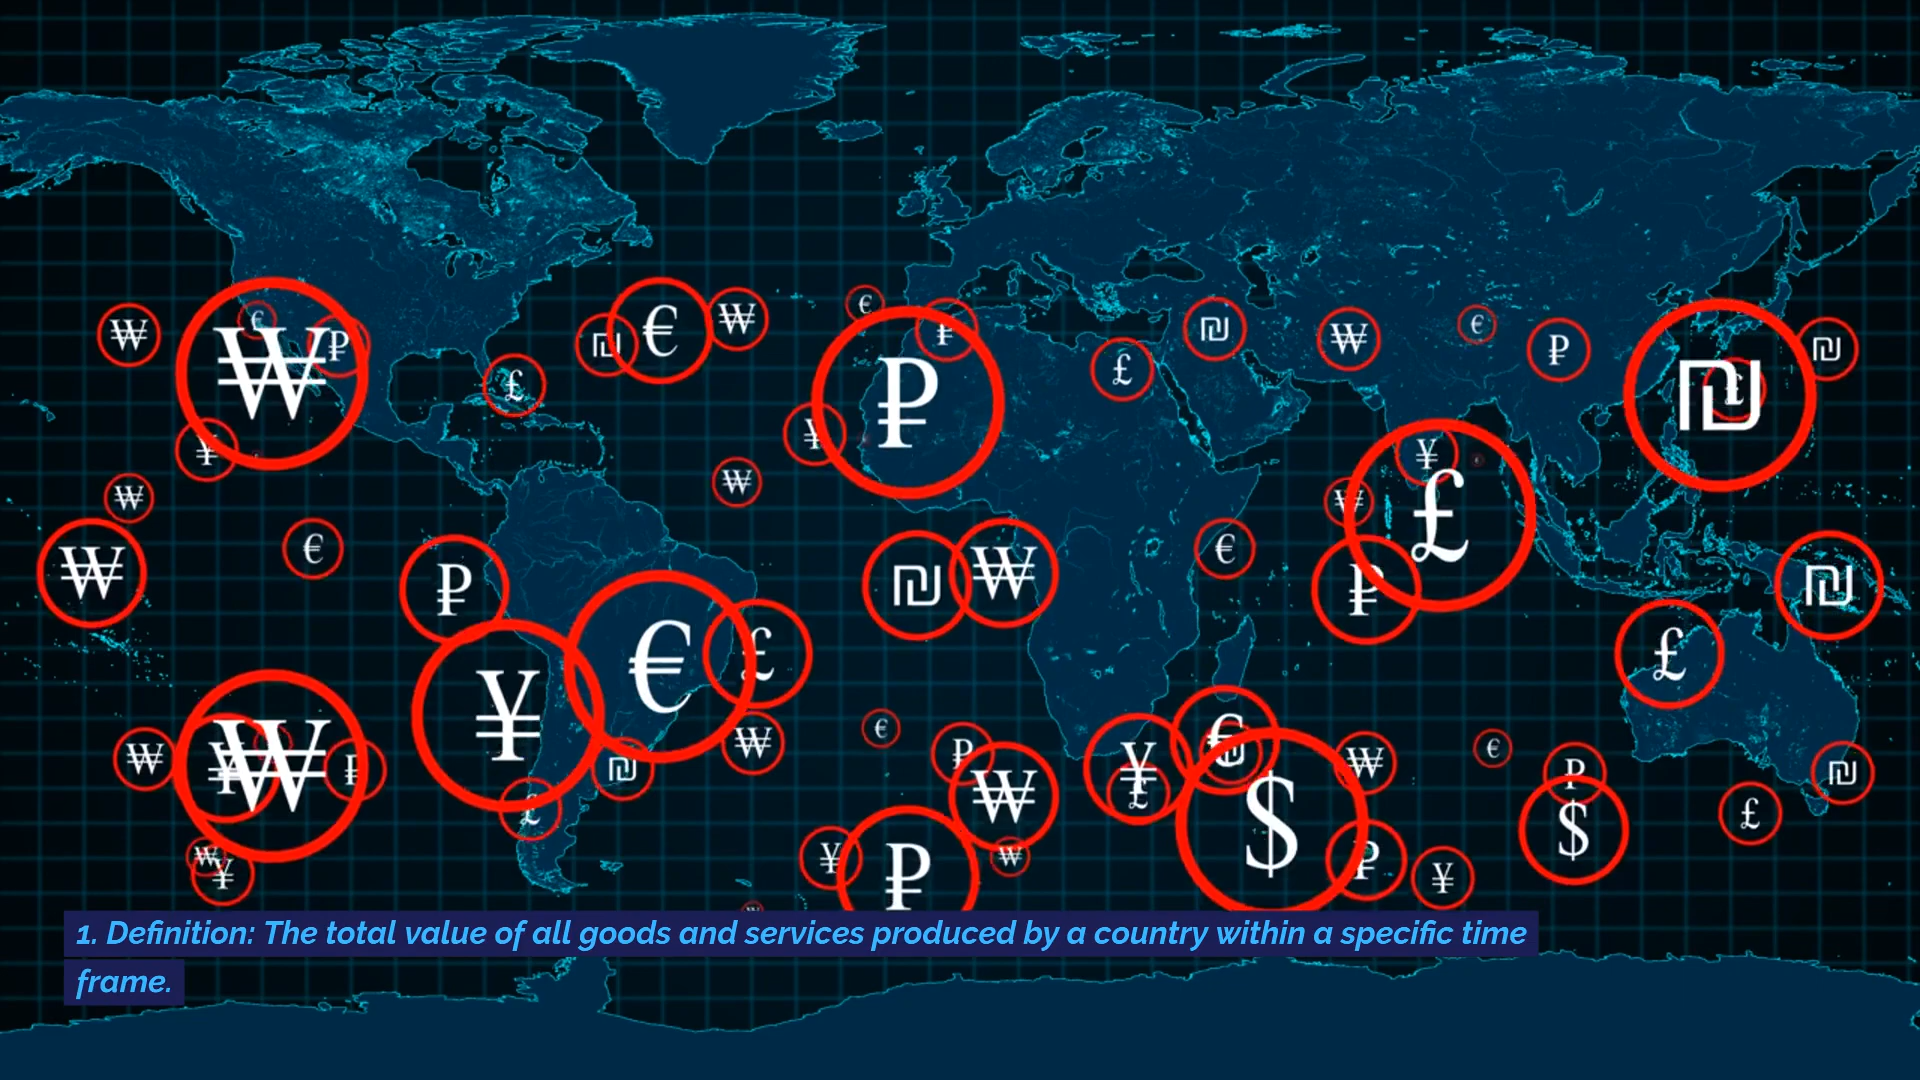 1. Definition: The total value of all goods and services produced by a country within a specific time
frame.